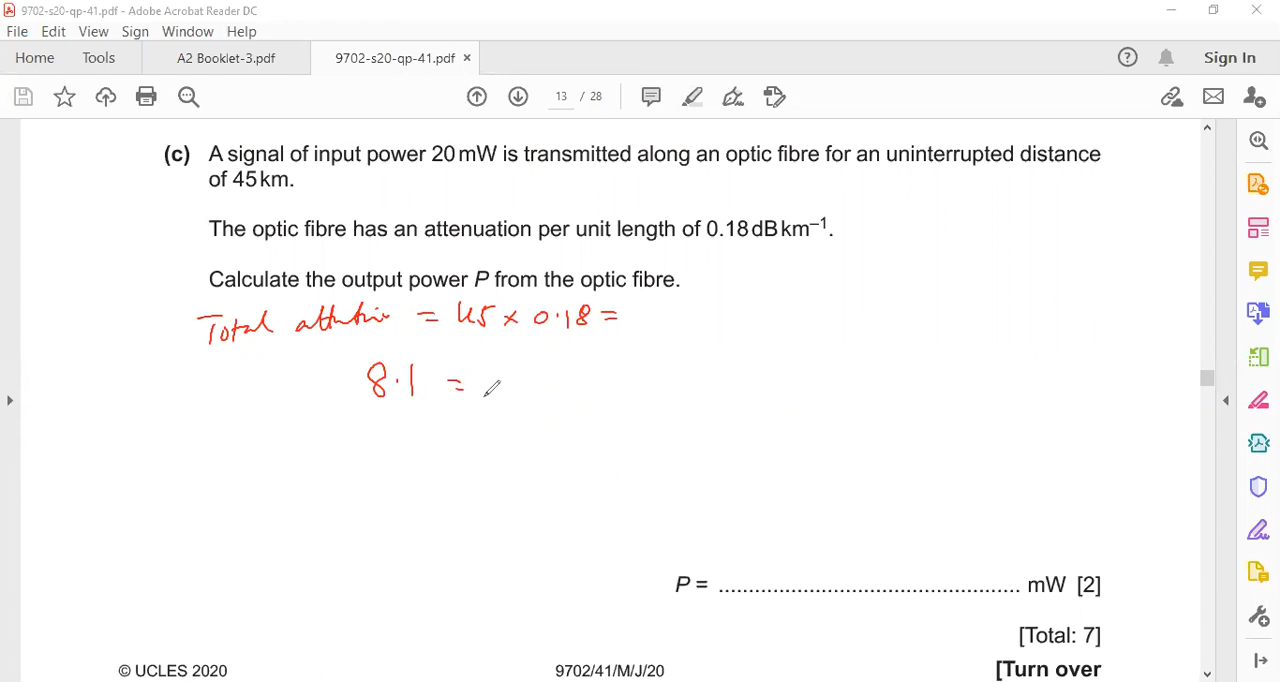 9702-s20-qp-41.pdf - Adobe Acrobat Reader DC
File Edit View Sign Window Help
Home Tools A2 Booklet-3.pdf 9702-s20-qp-41.pdf × Sign In
13 / 28
(c) A signal of input power 20 mW is transmitted along an optic fibre for an uninterrupted distance
of 45 km.
The optic fibre has an attenuation per unit length of 0.18 dB km⁻¹.
Calculate the output power P from the optic fibre.
Total = 45 × 0.18 =
8.1 =
P = .................................................. mW [2]
[Total: 7]
© UCLES 2020 9702/41/M/J/20 [Turn over